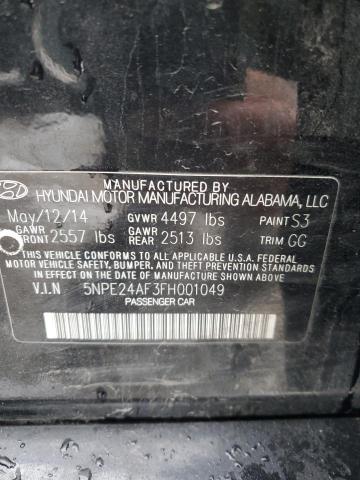 MANUFACTURED BY
HYUNDAI MOTOR MANUFACTURING ALABAMA, LLC
May/12/14 GVWR 4497 lbs PAINT S3
GAWR FRONT 2557 lbs GAWR REAR 2513 lbs TRIM GG
THIS VEHICLE CONFORMS TO ALL APPLICABLE U.S. FEDERAL
MOTOR VEHICLE SAFETY, BUMPER, AND THEFT PREVENTION
STANDARDS IN EFFECT ON THE DATE OF MANUFACTURE SHOWN ABOVE.
V.I.N 5NPE24AF3FH001049
PASSENGER CAR